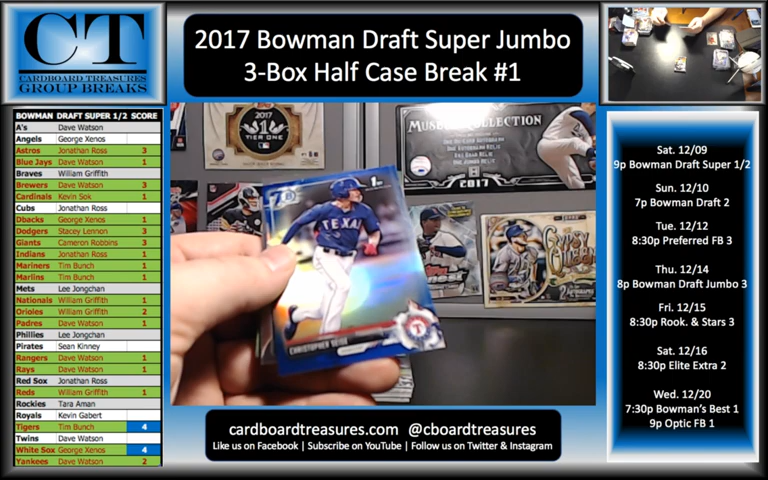 CT
CARDBOARD TREASURES
GROUP BREAKS
2017 Bowman Draft Super Jumbo
3-Box Half Case Break #1
BOWMAN DRAFT SUPER 1/2 SCORE
A's Dave Watson
Angels George Xenos
Astros Jonathan Ross 3
Blue Jays Dave Watson 1
Braves William Griffith
Brewers Dave Watson 3
Cardinals Kevin Sok 1
Cubs Jonathan Ross
Dbacks George Xenos 1
Dodgers Stacey Lennon 3
Giants Cameron Robbins 3
Indians Jonathan Ross 1
Mariners Tim Bunch 1
Marlins Tim Bunch 1
Mets Lee Jongchan
Nationals William Griffith 1
Orioles William Griffith 2
Padres Dave Watson 1
Phillies Lee Jongchan
Pirates Sean Kinney
Rangers Dave Watson 1
Rays Dave Watson 1
Red Sox Jonathan Ross
Reds William Griffith 1
Rockies Tara Aman
Royals Kevin Gabert
Tigers Tim Bunch 4
Twins Dave Watson
White Sox George Xenos 4
Yankees Dave Watson 2
2017
1
TIER ONE
MUSEUM COLLECTION
2017
1st
TEXAS
CHRISTOPHER SEISE
GYPSY
QUEEN
2 AUTOGRAPHS
Sat. 12/09
9p Bowman Draft Super 1/2
Sun. 12/10
7p Bowman Draft 2
Tue. 12/12
8:30p Preferred FB 3
Thu. 12/14
8p Bowman Draft Jumbo 3
Fri. 12/15
8:30p Rook. & Stars 3
Sat. 12/16
8:30p Elite Extra 2
Wed. 12/20
7:30p Bowman's Best 1
9p Optic FB 1
cardboardtreasures.com @cboardtreasures
Like us on Facebook | Subscribe on YouTube | Follow us on Twitter & Instagram